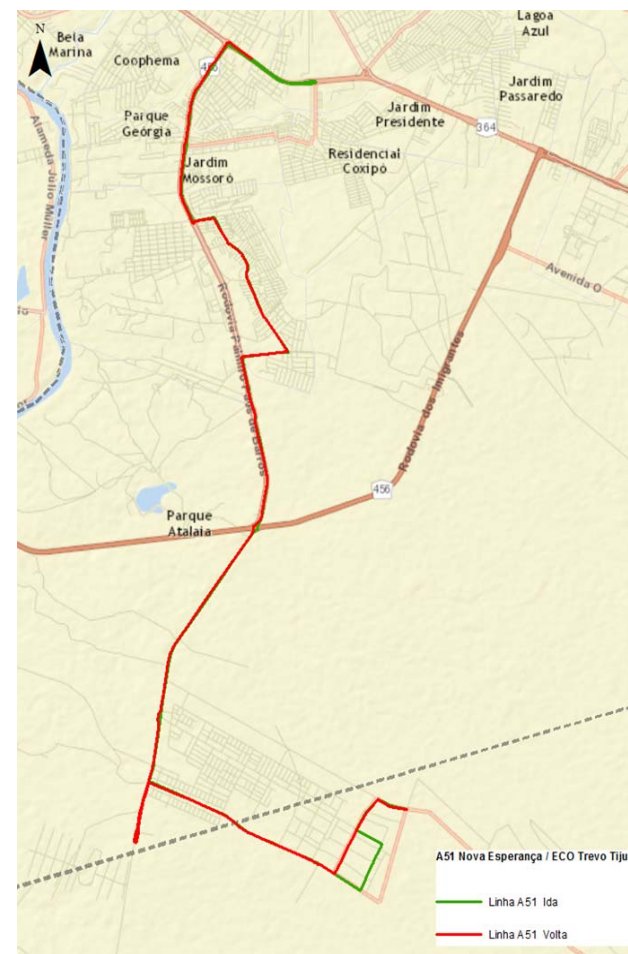 N
Lagoa
Azul
Bela
Marina
Coophema
Jardim
Passaredo
Parque
Geórgia
Jardim
Presidente
364
Alameda Júlio Müller
Residencial
Coxipó
Jardim
Mossoró
Avenida O
Rodovia dos Imigrantes
456
Parque
Atalaia
A51 Nova Esperança / ECO Trevo Tiju
Linha A51 Ida
Linha A51 Volta